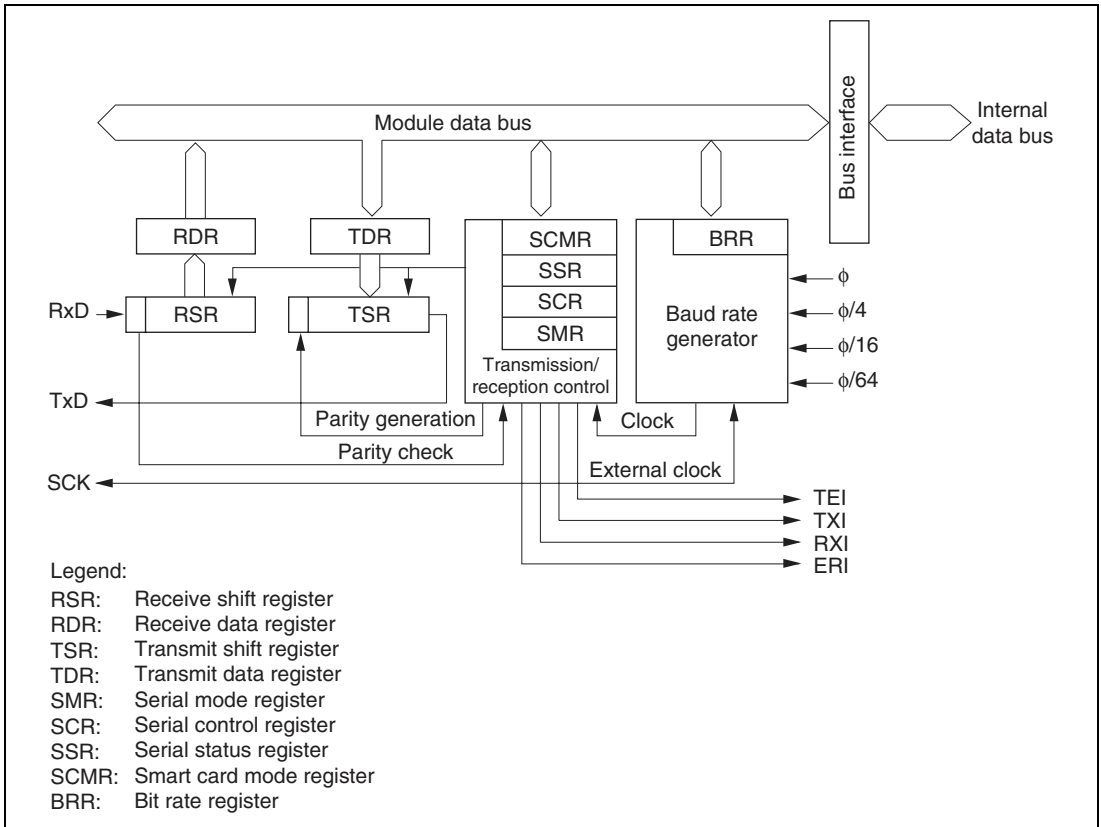 Module data bus
Bus interface
Internal
data bus
RDR
TDR
SCMR
SSR
SCR
SMR
Transmission/
reception control
BRR
Baud rate
generator
ϕ
ϕ/4
ϕ/16
ϕ/64
RxD
RSR
TSR
TxD
Parity generation
Parity check
Clock
External clock
SCK
TEI
TXI
RXI
ERI
Legend:
RSR: Receive shift register
RDR: Receive data register
TSR: Transmit shift register
TDR: Transmit data register
SMR: Serial mode register
SCR: Serial control register
SSR: Serial status register
SCMR: Smart card mode register
BRR: Bit rate register